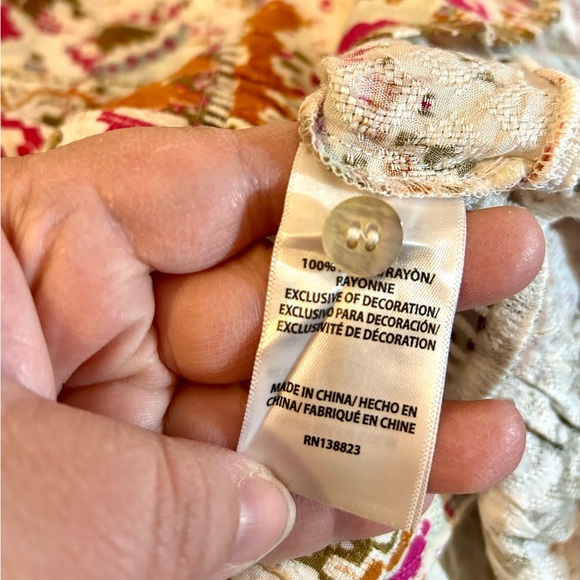 100% /RAYÒN/
RAYONNE
EXCLUSIVE OF DECORATION/
EXCLUSIVO PARA DECORACIÓN/
EXCLUSIVITÉ DE DÉCORATION
MADE IN CHINA/ HECHO EN
CHINA/ FABRIQUÉ EN CHINE
RN138823